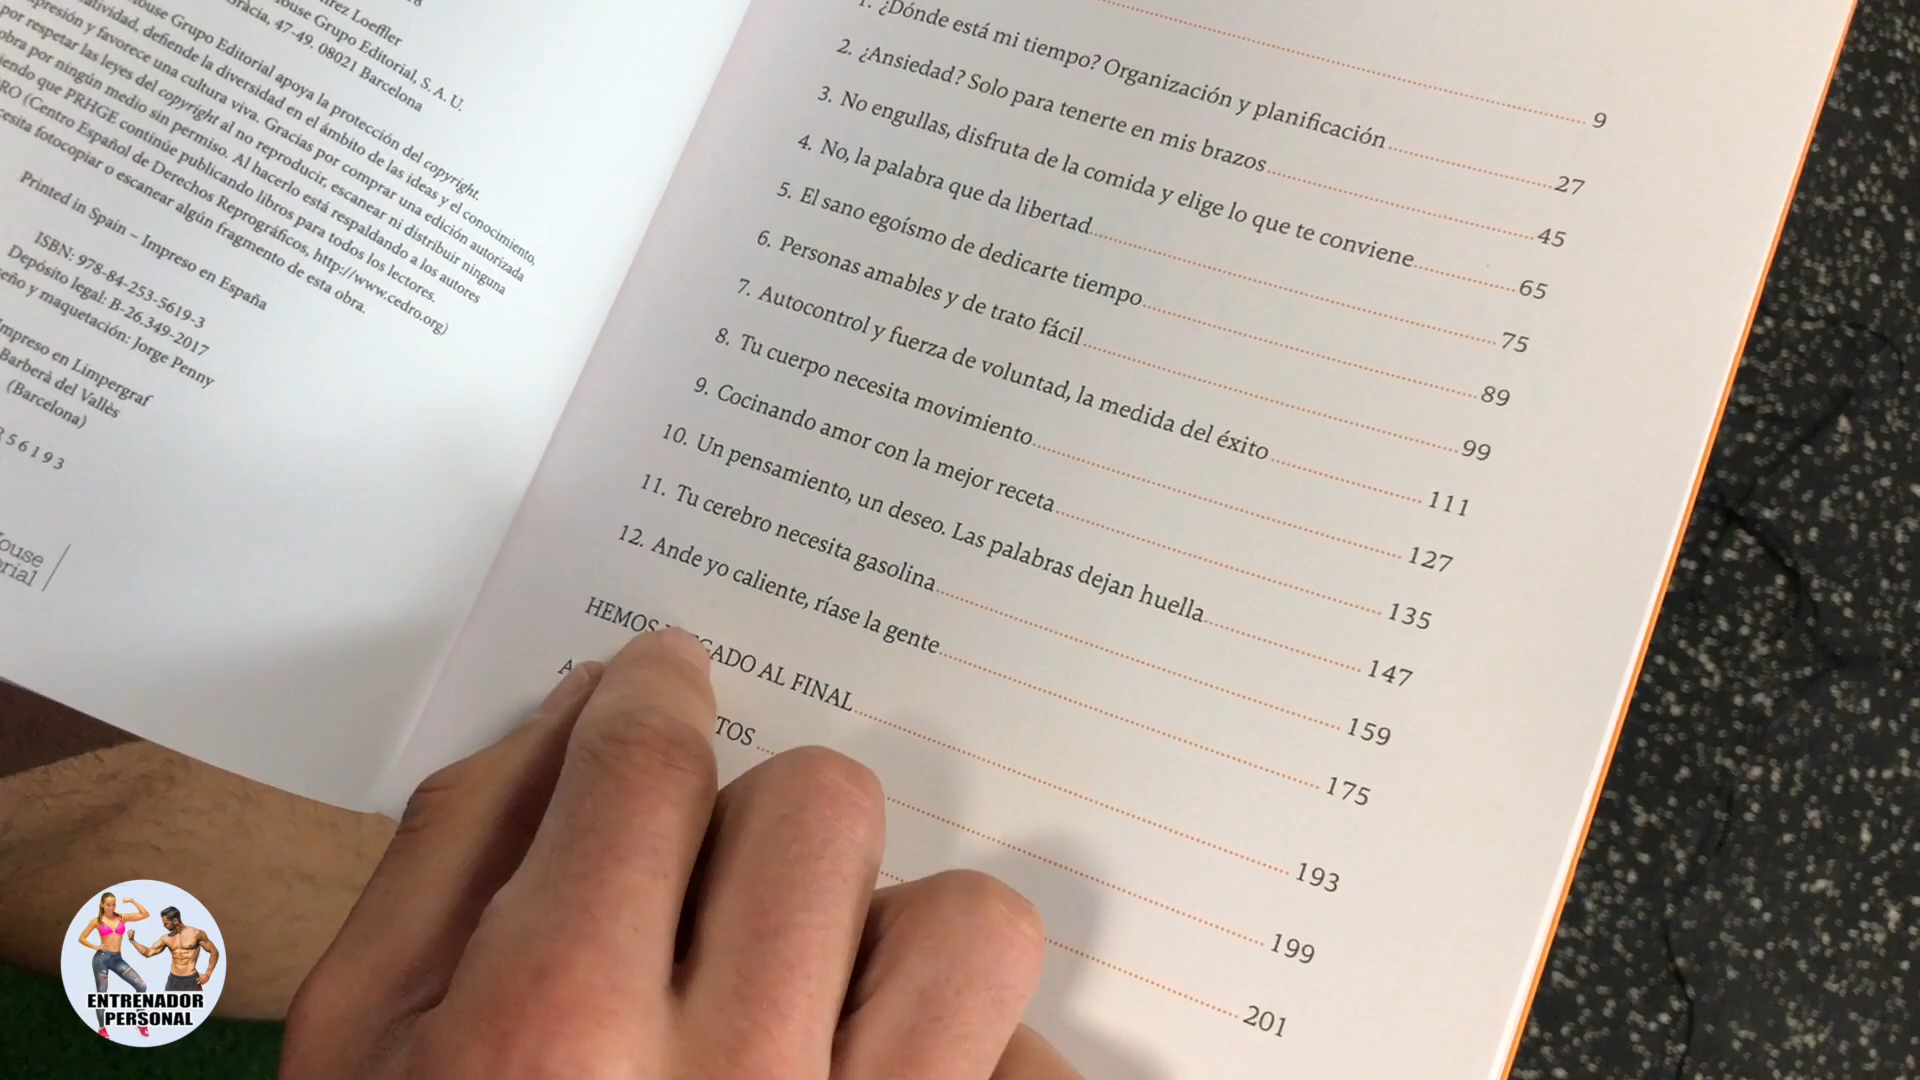 Loeffler
Grupo Editorial, S. A. U.
Gràcia, 47-49, 08021 Barcelona
House Grupo Editorial apoya la protección del copyright.
y favorece una cultura viva. Gracias por comprar una edición autorizada
defiende la diversidad en el ámbito de las ideas y el conocimiento,
por respetar las leyes del copyright al no reproducir, escanear ni distribuir ninguna
obra por ningún medio sin permiso. Al hacerlo está respaldando a los autores
que PRHGE continúe publicando libros para todos los lectores.
(Centro Español de Derechos Reprográficos, http://www.cedro.org)
fotocopiar o escanear algún fragmento de esta obra.
Printed in Spain – Impreso en España
ISBN: 978-84-253-5619-3
Depósito legal: B-26.349-2017
y maquetación: Jorge Penny
Impreso en Limpergraf
Barberà del Vallès
(Barcelona)
5 6 1 9 3
9
1. ¿Dónde está mi tiempo? Organización y planificación 27
2. ¿Ansiedad? Solo para tenerte en mis brazos 45
3. No engullas, disfruta de la comida y elige lo que te conviene 65
4. No, la palabra que da libertad 75
5. El sano egoísmo de dedicarte tiempo 89
6. Personas amables y de trato fácil 99
7. Autocontrol y fuerza de voluntad, la medida del éxito 111
8. Tu cuerpo necesita movimiento 127
9. Cocinando amor con la mejor receta 135
10. Un pensamiento, un deseo. Las palabras dejan huella 147
11. Tu cerebro necesita gasolina 159
12. Ande yo caliente, ríase la gente 175
HEMOS AL FINAL 193
199
201
ENTRENADOR
PERSONAL